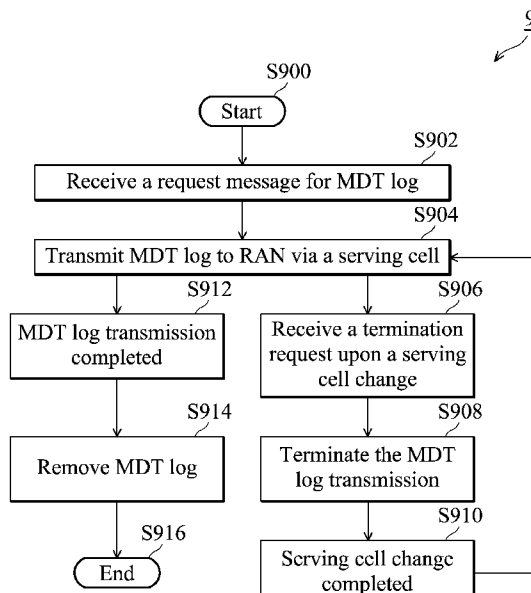 9
S900
Start
S902
Receive a request message for MDT log
S904
Transmit MDT log to RAN via a serving cell
S912
MDT log transmission
completed
S906
Receive a termination
request upon a serving
cell change
S914
Remove MDT log
S908
Terminate the MDT
log transmission
S916
End
S910
Serving cell change
completed